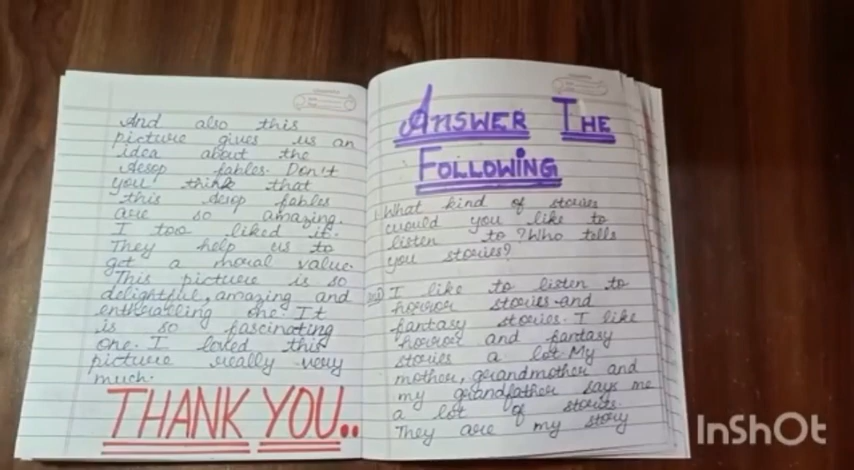 And also this
picture gives us an
idea about the
Aesop fables. Don't
you think that
this Aesop fables
are so amazing.
I too liked it.
They help us to
get a moral value.
This picture is so
delightful, amazing and
enthralling one. It
is so fascinating
one. I loved this
picture really very
much.
THANK YOU..
ANSWER THE
FOLLOWING
What kind of stories
would you like to
listen to? Who tells
you stories?
I like to listen to
horror stories and
fantasy stories. I like
horror and fantasy
stories a lot. My
mother, grandmother and
my grandfather says me
a lot of stories.
They are my story
InShOt